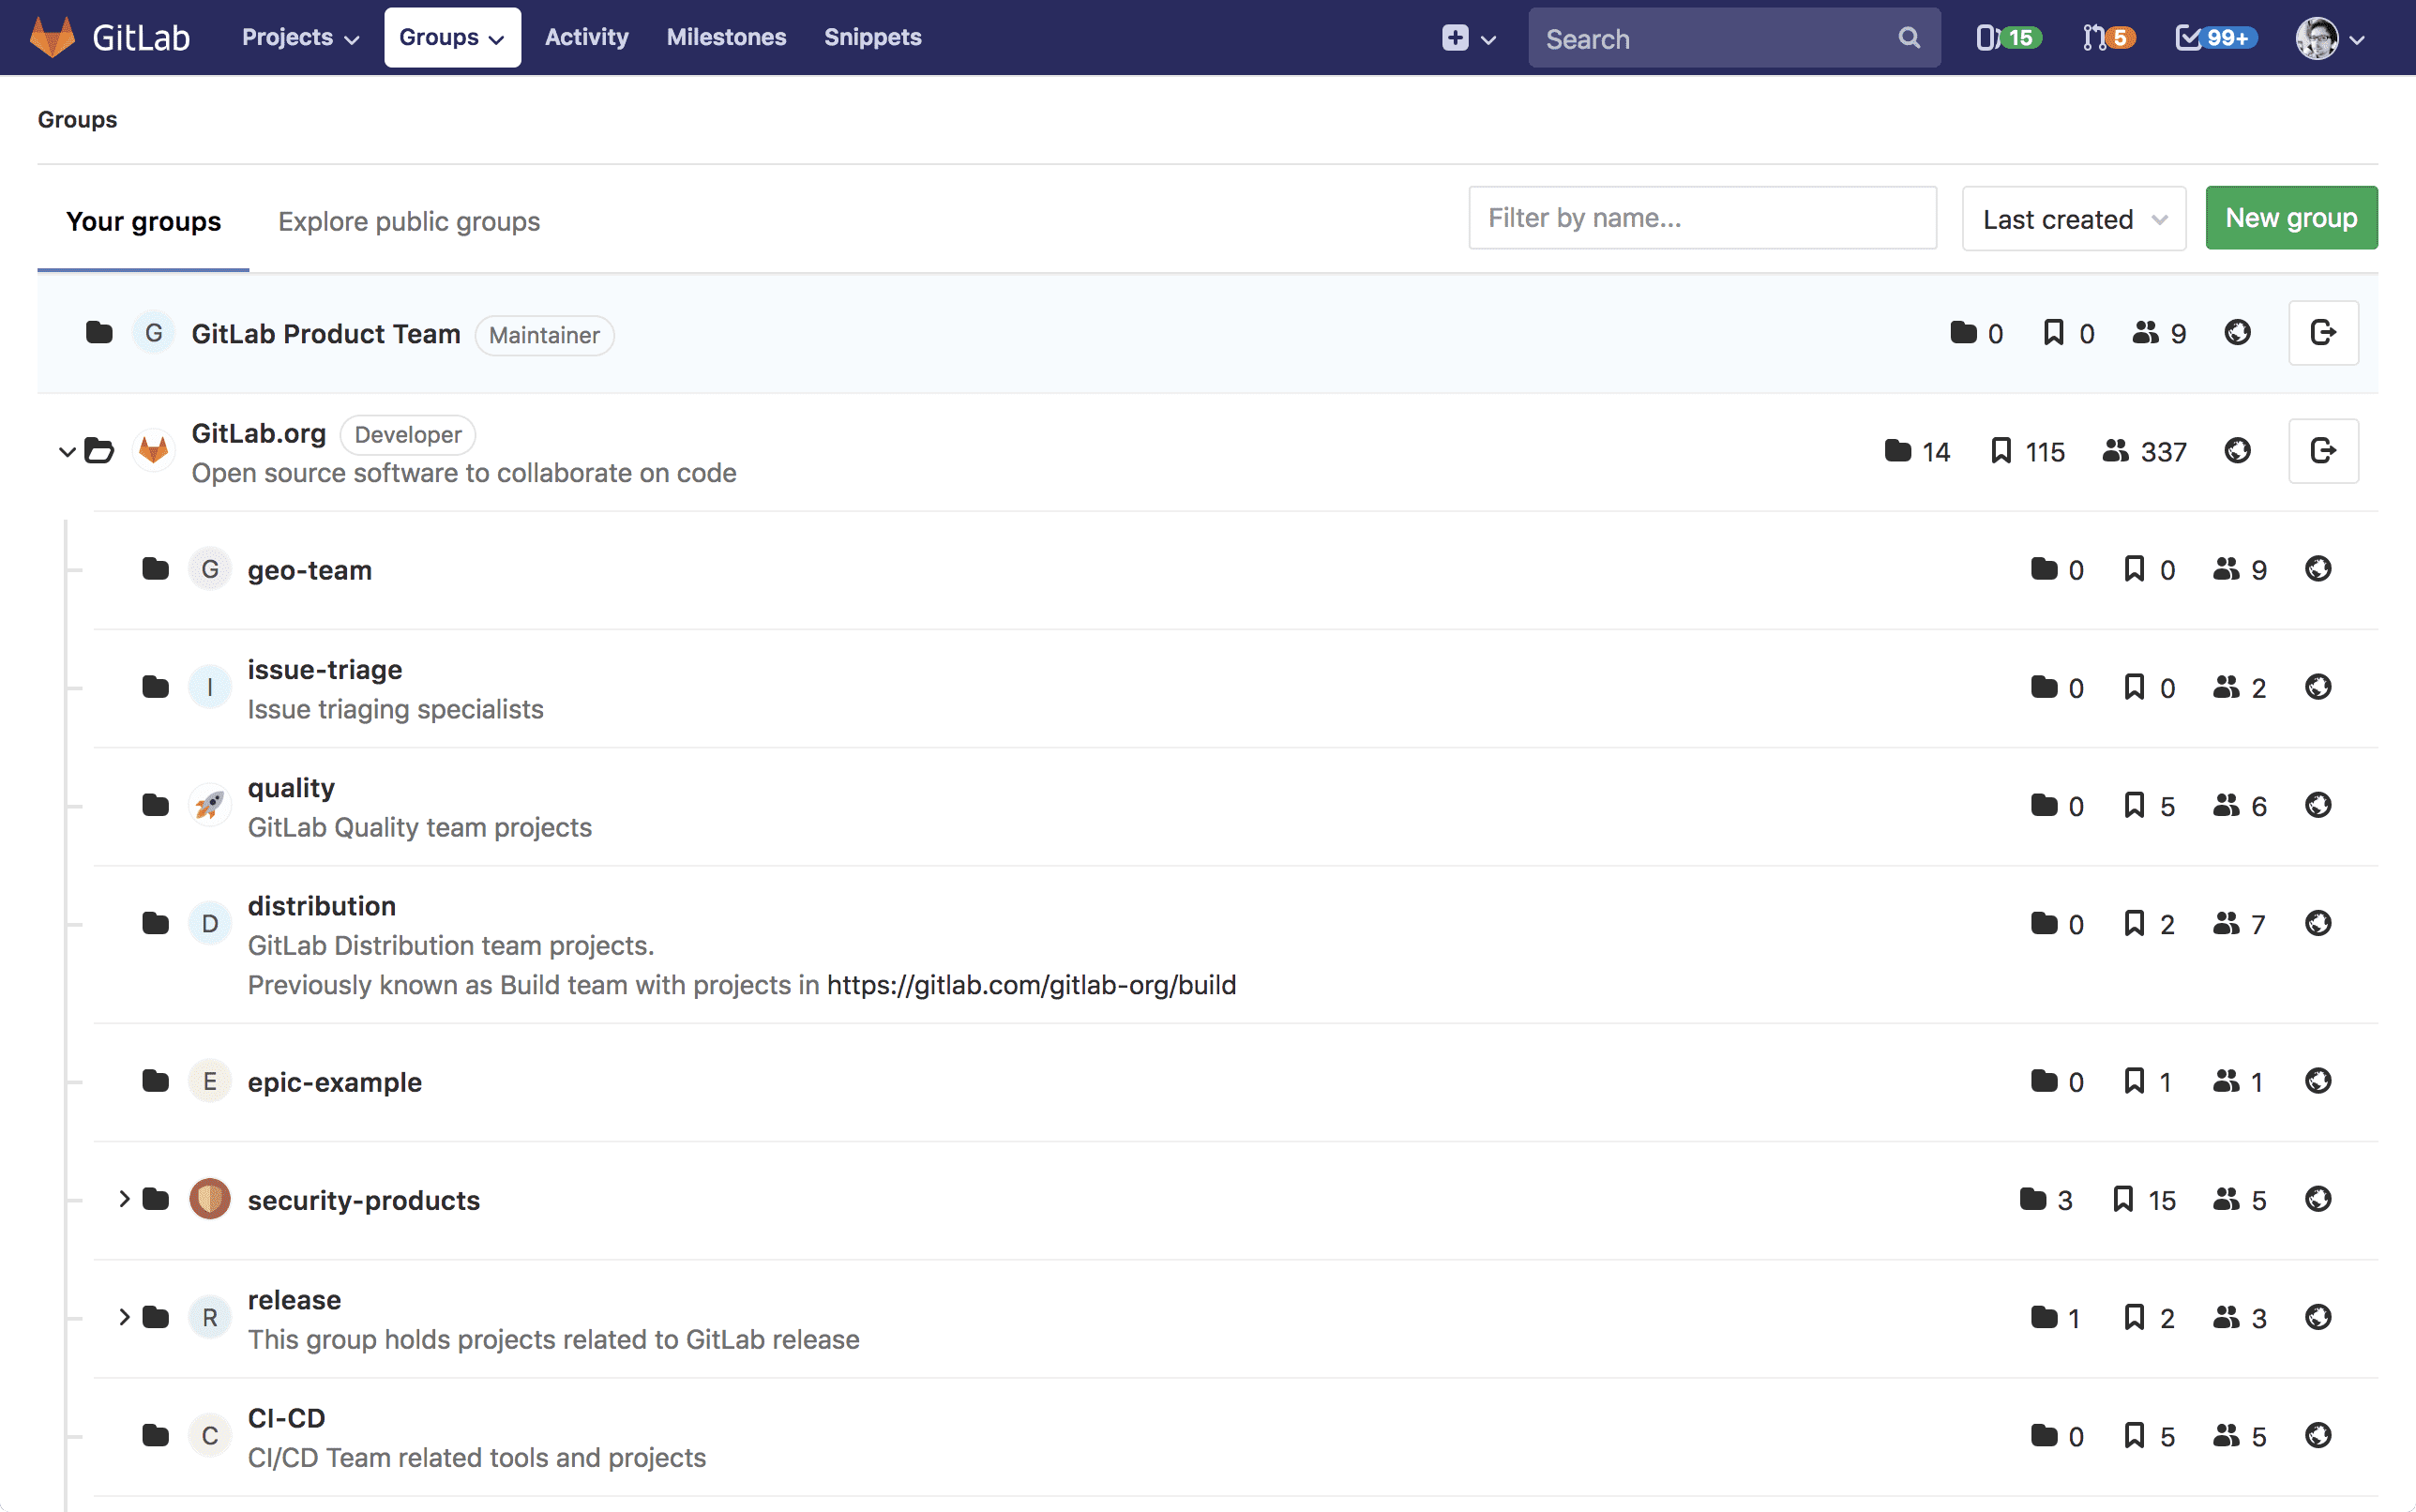 GitLab Projects Groups Activity Milestones Snippets Search 15 5 99+
Groups
Your groups Explore public groups Filter by name... Last created New group
G GitLab Product Team Maintainer 0 0 9
GitLab.org Developer 14 115 337
Open source software to collaborate on code
G geo-team 0 0 9
I issue-triage 0 0 2
Issue triaging specialists
quality 0 5 6
GitLab Quality team projects
D distribution 0 2 7
GitLab Distribution team projects.
Previously known as Build team with projects in https://gitlab.com/gitlab-org/build
E epic-example 0 1 1
security-products 3 15 5
R release 1 2 3
This group holds projects related to GitLab release
C CI-CD 0 5 5
CI/CD Team related tools and projects